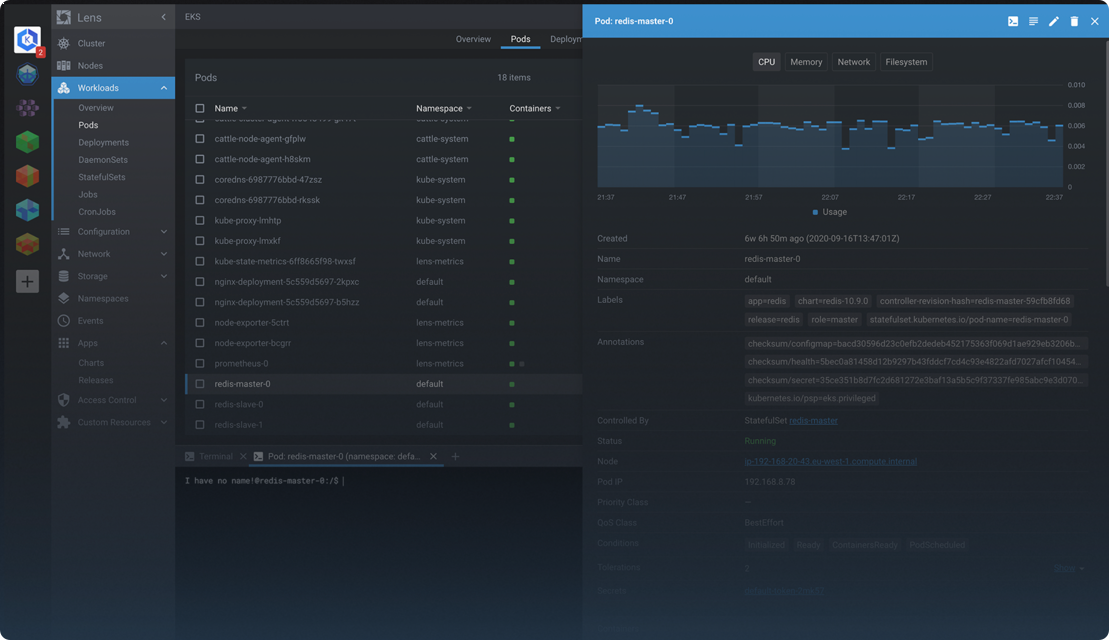 2
Lens
Cluster
Nodes
Workloads
Overview
Pods
Deployments
DaemonSets
StatefulSets
Jobs
CronJobs
Configuration
Network
Storage
Namespaces
Events
Apps
Charts
Releases
Access Control
Custom Resources
EKS
Overview Pods Deploym
Pods 18 items
Name Namespace Containers
cattle-system
cattle-node-agent-gfplw cattle-system
cattle-node-agent-h8skm cattle-system
coredns-6987776bbd-47zsz kube-system
coredns-6987776bbd-rkssk kube-system
kube-proxy-lmhtp kube-system
kube-proxy-lmxkf kube-system
kube-state-metrics-6ff8665f98-twxsf lens-metrics
nginx-deployment-5c559d5697-2kpxc default
nginx-deployment-5c559d5697-b5hzz default
node-exporter-5ctrt lens-metrics
node-exporter-bcgrr lens-metrics
prometheus-0 lens-metrics
redis-master-0 default
redis-slave-0 default
redis-slave-1 default
Terminal Pod: redis-master-0 (namespace: defa...
I have no name!@redis-master-0:/$
Pod: redis-master-0
CPU Memory Network Filesystem
0.010
0.008
0.006
0.004
0.002
0
21:37 21:47 21:57 22:07 22:17 22:27 22:37
Usage
Created 6w 6h 50m ago (2020-09-16T13:47:01Z)
Name redis-master-0
Namespace default
Labels app=redis chart=redis-10.9.0 controller-revision-hash=redis-master-59cfb8fd68
release=redis role=master statefulset.kubernetes.io/pod-name=redis-master-0
Annotations checksum/configmap=bacd30596d23c0efb2dedeb452175363f069d1ae929eb3206b...
checksum/health=5bec0a81458d12b9297b43fddcf7cd4c93e4822afd7027afcf10454...
checksum/secret=35ce351b8d7fc2d681272e3baf13a5b5c9f37337fe985abc9e3d070...
kubernetes.io/psp=eks.privileged
Controlled By StatefulSet redis-master
Status Running
Node ip-192-168-20-43.eu-west-1.compute.internal
Pod IP 192.168.8.78
Priority Class —
QoS Class BestEffort
Conditions Initialized Ready ContainersReady PodScheduled
Tolerations 2 Show
Secrets